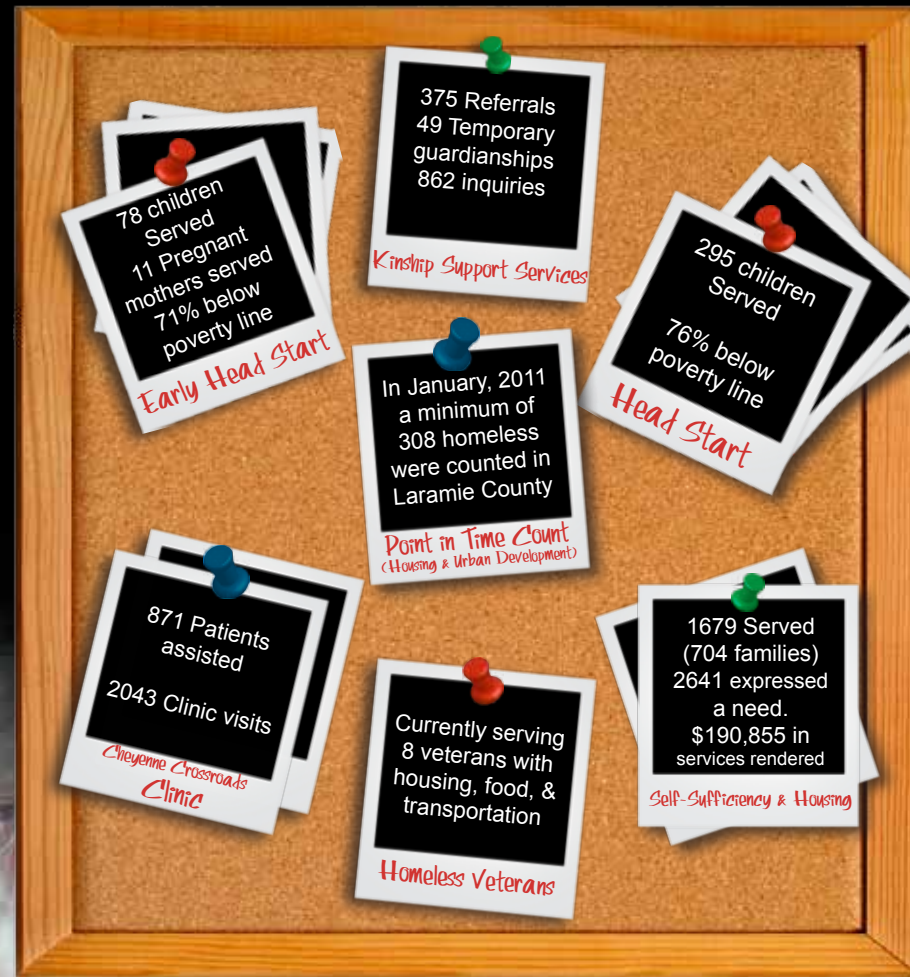 375 Referrals
49 Temporary
guardianships
862 inquiries
Kinship Support Services
78 children
Served
11 Pregnant
mothers served
71% below
poverty line
Early Head Start
295 children
Served
76% below
poverty line
Head Start
In January, 2011
a minimum of
308 homeless
were counted in
Laramie County
Point in Time Count
(Housing & Urban Development)
871 Patients
assisted
2043 Clinic visits
Cheyenne Crossroads
Clinic
Currently serving
8 veterans with
housing, food, &
transportation
Homeless Veterans
1679 Served
(704 families)
2641 expressed
a need.
$190,855 in
services rendered
Self-Sufficiency & Housing